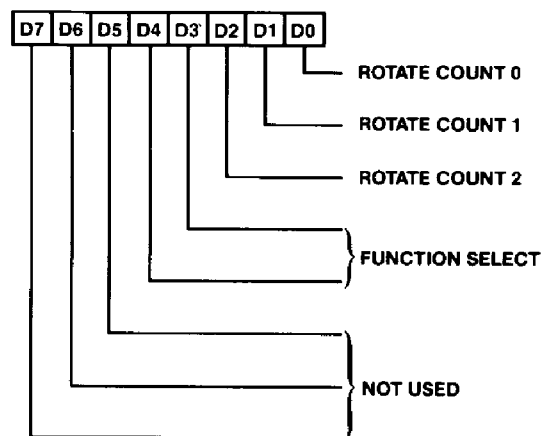 D7 D6 D5 D4 D3 D2 D1 D0
ROTATE COUNT 0
ROTATE COUNT 1
ROTATE COUNT 2
FUNCTION SELECT
NOT USED